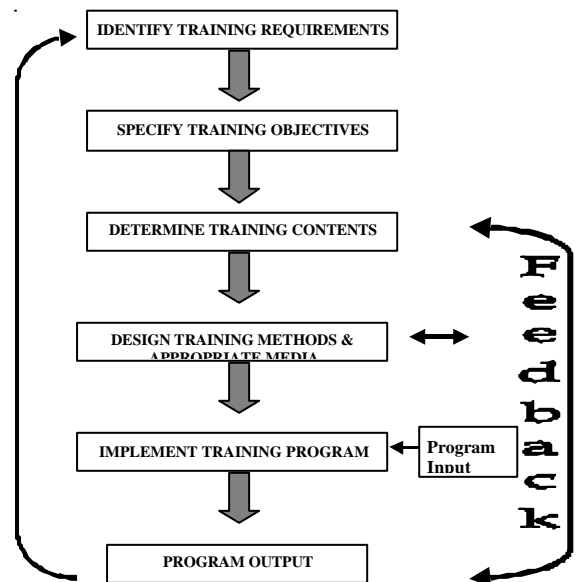 IDENTIFY TRAINING REQUIREMENTS
SPECIFY TRAINING OBJECTIVES
DETERMINE TRAINING CONTENTS
DESIGN TRAINING METHODS &
APPROPRIATE MEDIA
IMPLEMENT TRAINING PROGRAM
Program
Input
PROGRAM OUTPUT
Feedback